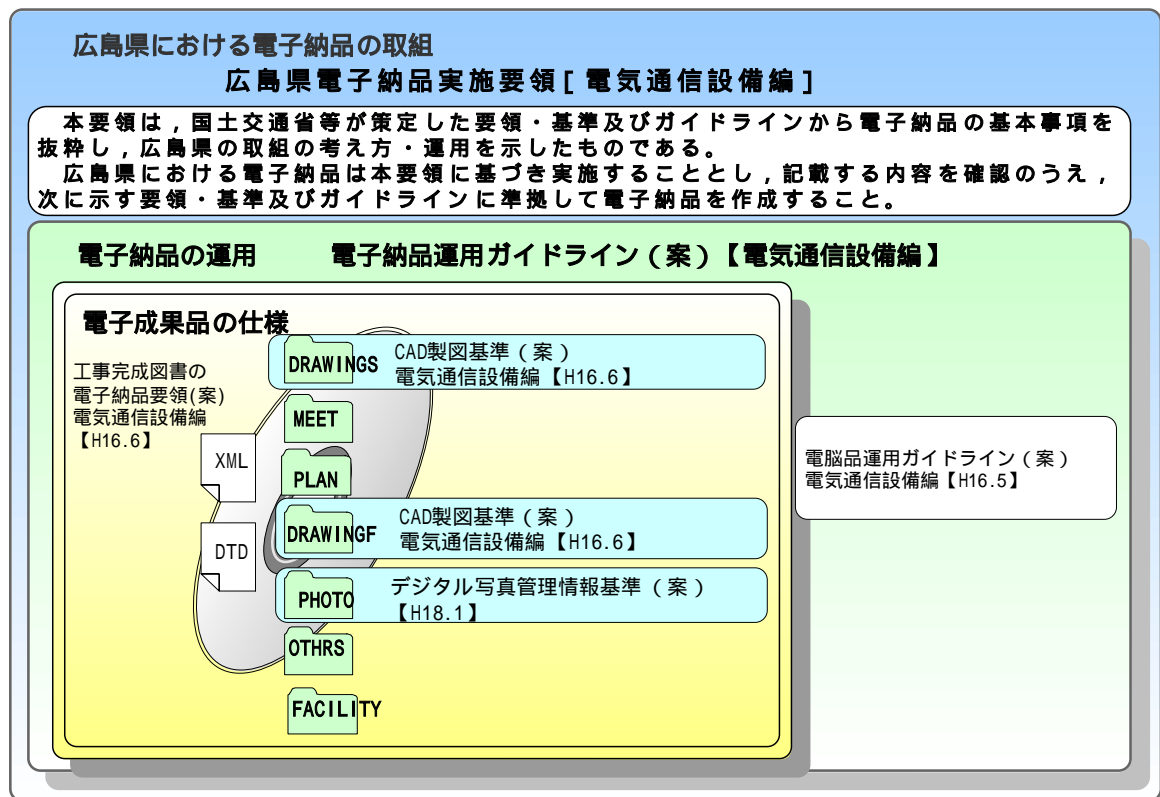 広島県における電子納品の取組
広島県電子納品実施要領[電気通信設備編]
本要領は，国土交通省等が策定した要領・基準及びガイドラインから電子納品の基本事項を
抜粋し，広島県の取組の考え方・運用を示したものである。
広島県における電子納品は本要領に基づき実施することとし，記載する内容を確認のうえ，
次に示す要領・基準及びガイドラインに準拠して電子納品を作成すること。
電子納品の運用　　電子納品運用ガイドライン（案）【電気通信設備編】
電子成果品の仕様
工事完成図書の
電子納品要領(案)
電気通信設備編
【H16.6】
XML
DTD
DRAWINGS
CAD製図基準（案）
電気通信設備編【H16.6】
MEET
PLAN
DRAWINGF
CAD製図基準（案）
電気通信設備編【H16.6】
PHOTO
デジタル写真管理情報基準（案）
【H18.1】
OTHRS
FACILITY
電脳品運用ガイドライン（案）
電気通信設備編【H16.5】